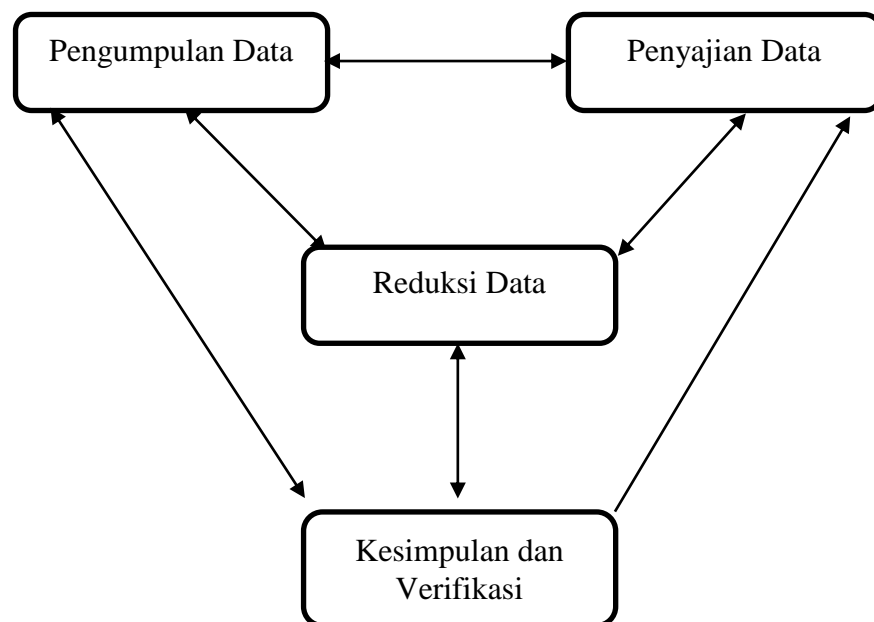 Pengumpulan Data
Penyajian Data
Reduksi Data
Kesimpulan dan
Verifikasi